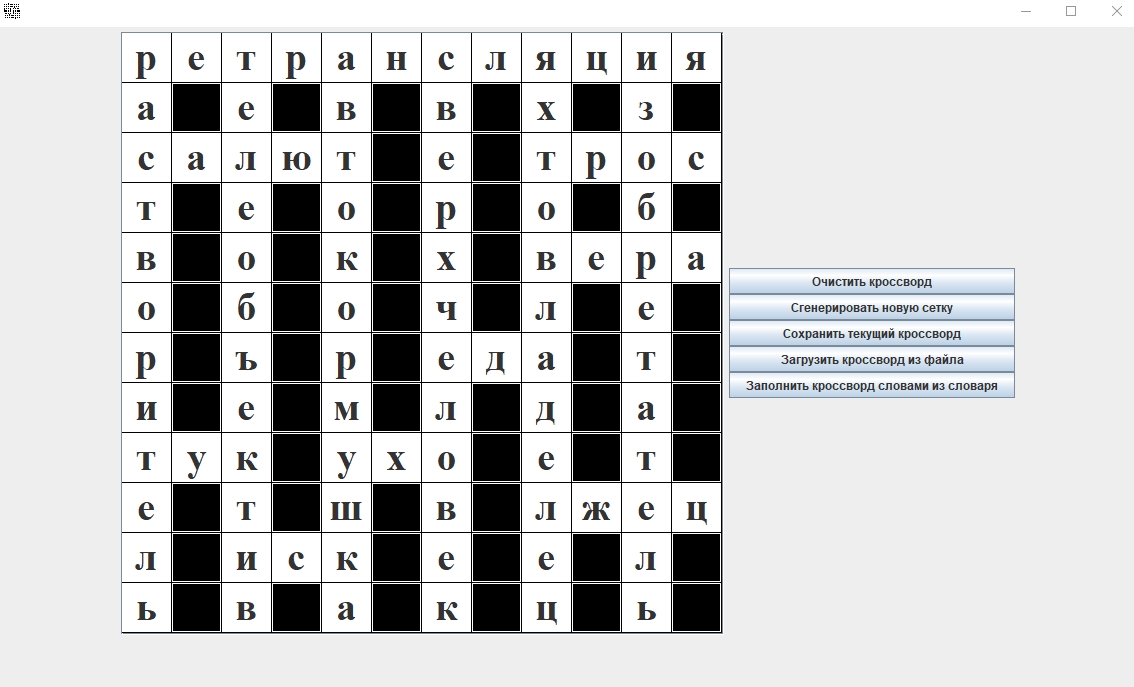 р е т р а н с л я ц и я
а е в в х з
с а л ю т е т р о с
т е о р о б
в о к х в е р а
о б о ч л е
р ъ р е д а т
и е м л д а
т у к у х о е т
е т ш в л ж е ц
л и с к е е л
ь в а к ц ь
Очистить кроссворд
Сгенерировать новую сетку
Сохранить текущий кроссворд
Загрузить кроссворд из файла
Заполнить кроссворд словами из словаря